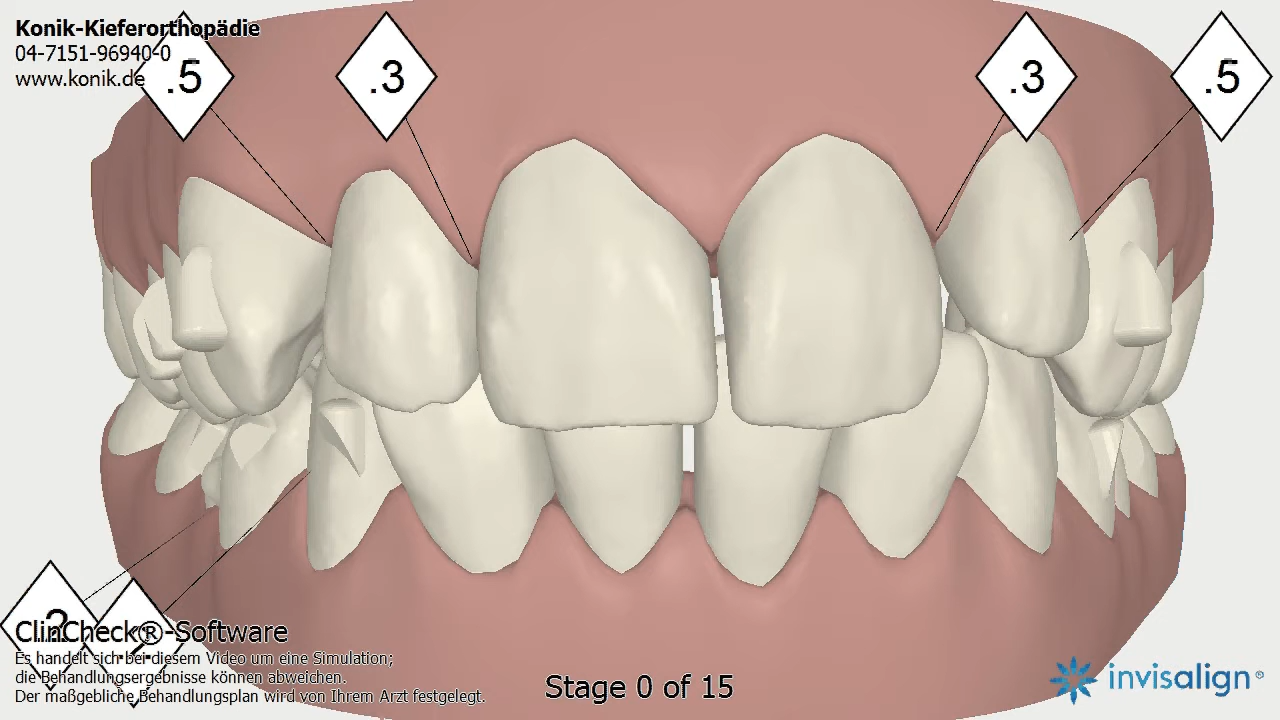 Konik-Kieferorthopädie
04-7151-96940-0
www.konik.de
.5
.3
.3
.5
ClinCheck®-Software
Es handelt sich bei diesem Video um eine Simulation;
die Behandlungsergebnisse können abweichen.
Der maßgebliche Behandlungsplan wird von Ihrem Arzt festgelegt.
Stage 0 of 15
invisalign®